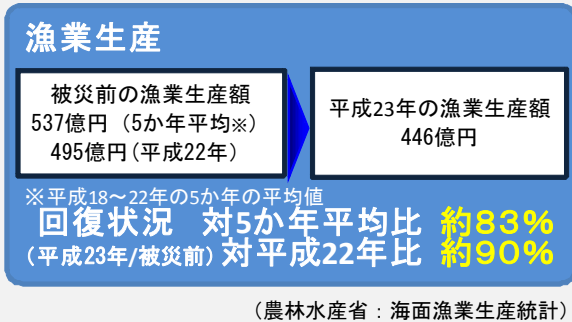 漁業生産
被災前の漁業生産額
537億円（5か年平均※）
495億円(平成22年)
平成23年の漁業生産額
446億円
※平成18～22年の5か年の平均値
回復状況　対5か年平均比　約83%
(平成23年/被災前)対平成22年比　約90%
（農林水産省：海面漁業生産統計）